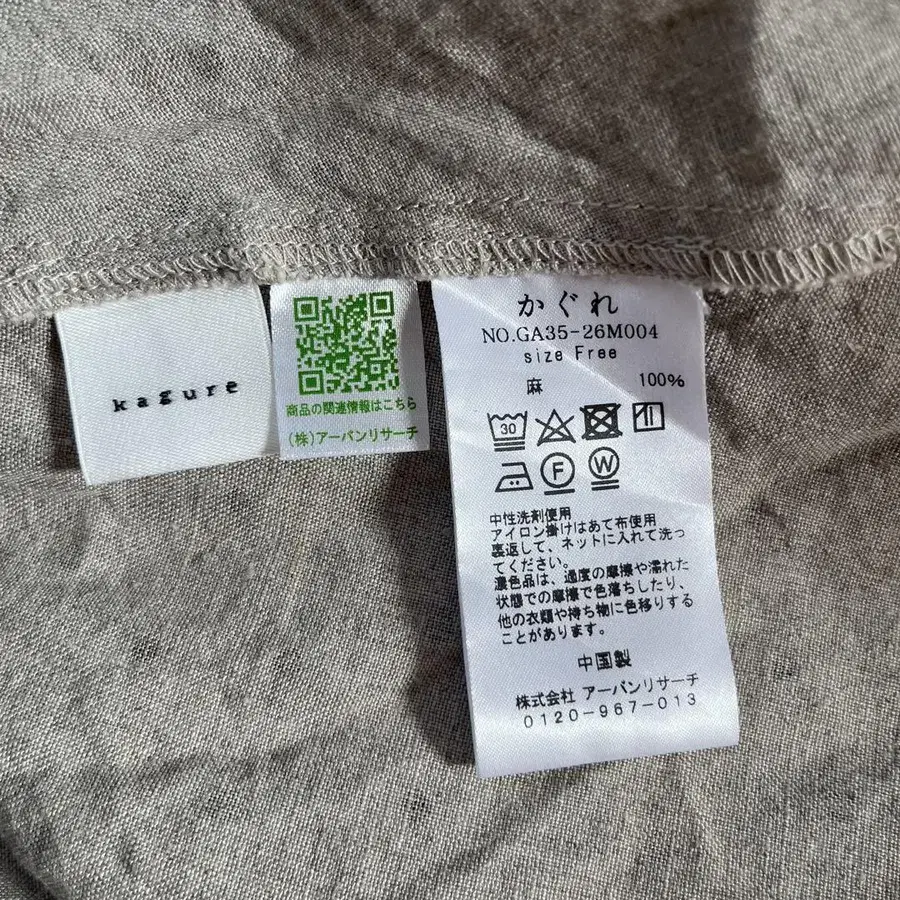 kagure
商品の関連情報はこちら
(株)アーバンリサーチ
かぐれ
NO.GA35-26M004
size Free
麻 100%
30
F W
中性洗剤使用
アイロン掛けはあて布使用
裏返して、ネットに入れて洗っ
てください。
濃色品は、過度の摩擦や濡れた
状態での摩擦で色落ちしたり、
他の衣類や持ち物に色移りする
ことがあります。
中国製
株式会社 アーバンリサーチ
0120-967-013